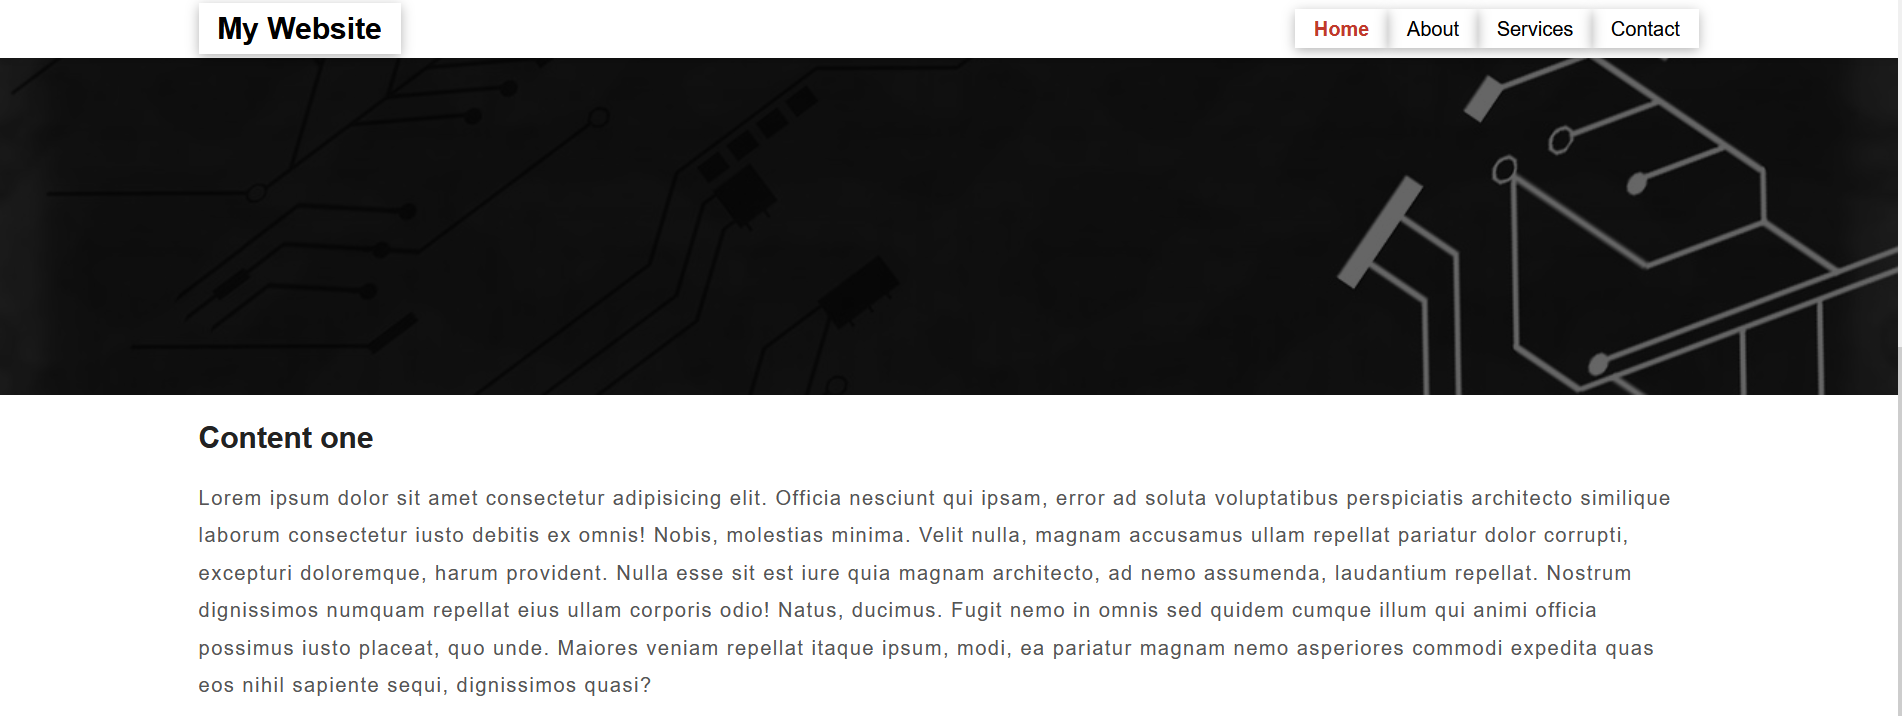 My Website
Home About Services Contact
Content one
Lorem ipsum dolor sit amet consectetur adipisicing elit. Officia nesciunt qui ipsam, error ad soluta voluptatibus perspiciatis architecto similique
laborum consectetur iusto debitis ex omnis! Nobis, molestias minima. Velit nulla, magnam accusamus ullam repellat pariatur dolor corrupti,
excepturi doloremque, harum provident. Nulla esse sit est iure quia magnam architecto, ad nemo assumenda, laudantium repellat. Nostrum
dignissimos numquam repellat eius ullam corporis odio! Natus, ducimus. Fugit nemo in omnis sed quidem cumque illum qui animi officia
possimus iusto placeat, quo unde. Maiores veniam repellat itaque ipsum, modi, ea pariatur magnam nemo asperiores commodi expedita quas
eos nihil sapiente sequi, dignissimos quasi?